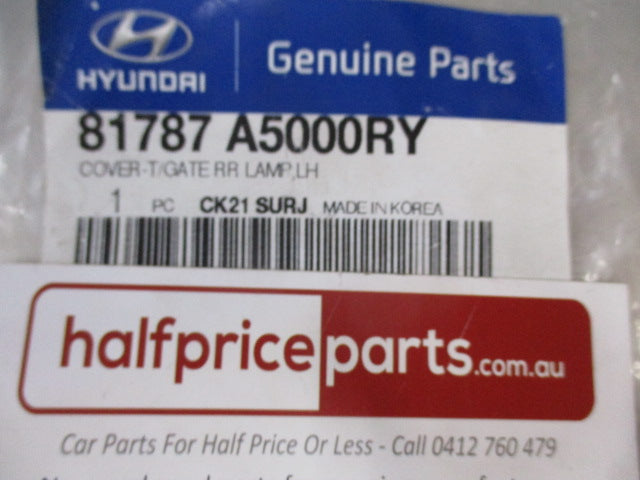 HYUNDAI Genuine Parts
81787 A5000RY
COVER-T/GATE RR LAMP,LH
1 PC CK21 SURJ MADE IN KOREA
halfpriceparts.com.au
Car Parts For Half Price Or Less - Call 0412 760 479